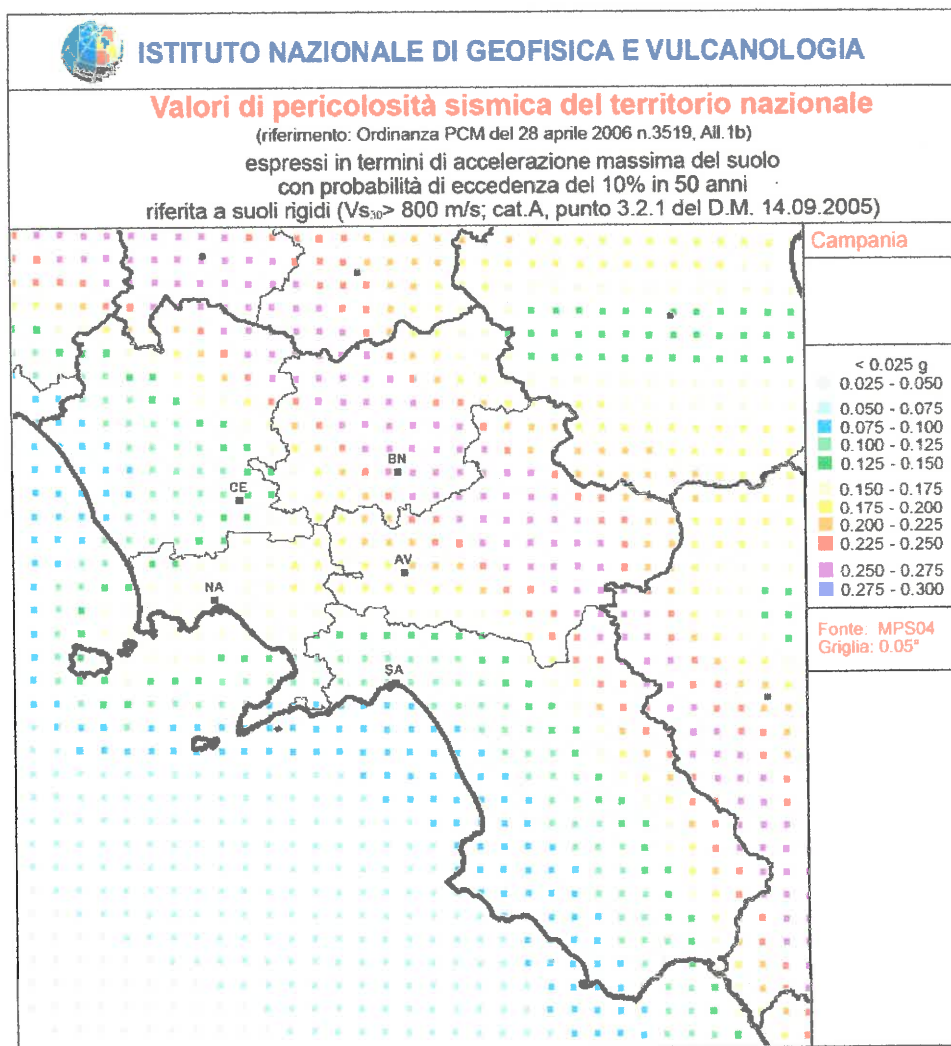 ISTITUTO NAZIONALE DI GEOFISICA E VULCANOLOGIA
Valori di pericolosità sismica del territorio nazionale
(riferimento: Ordinanza PCM del 28 aprile 2006 n.3519, All.1b)
espressi in termini di accelerazione massima del suolo
con probabilità di eccedenza del 10% in 50 anni
riferita a suoli rigidi (Vs₃₀> 800 m/s; cat.A, punto 3.2.1 del D.M. 14.09.2005)
Campania
< 0.025 g
0.025 - 0.050
0.050 - 0.075
0.075 - 0.100
0.100 - 0.125
0.125 - 0.150
0.150 - 0.175
0.175 - 0.200
0.200 - 0.225
0.225 - 0.250
0.250 - 0.275
0.275 - 0.300
Fonte: MPS04
Griglia: 0.05°
BN
CE
AV
NA
SA